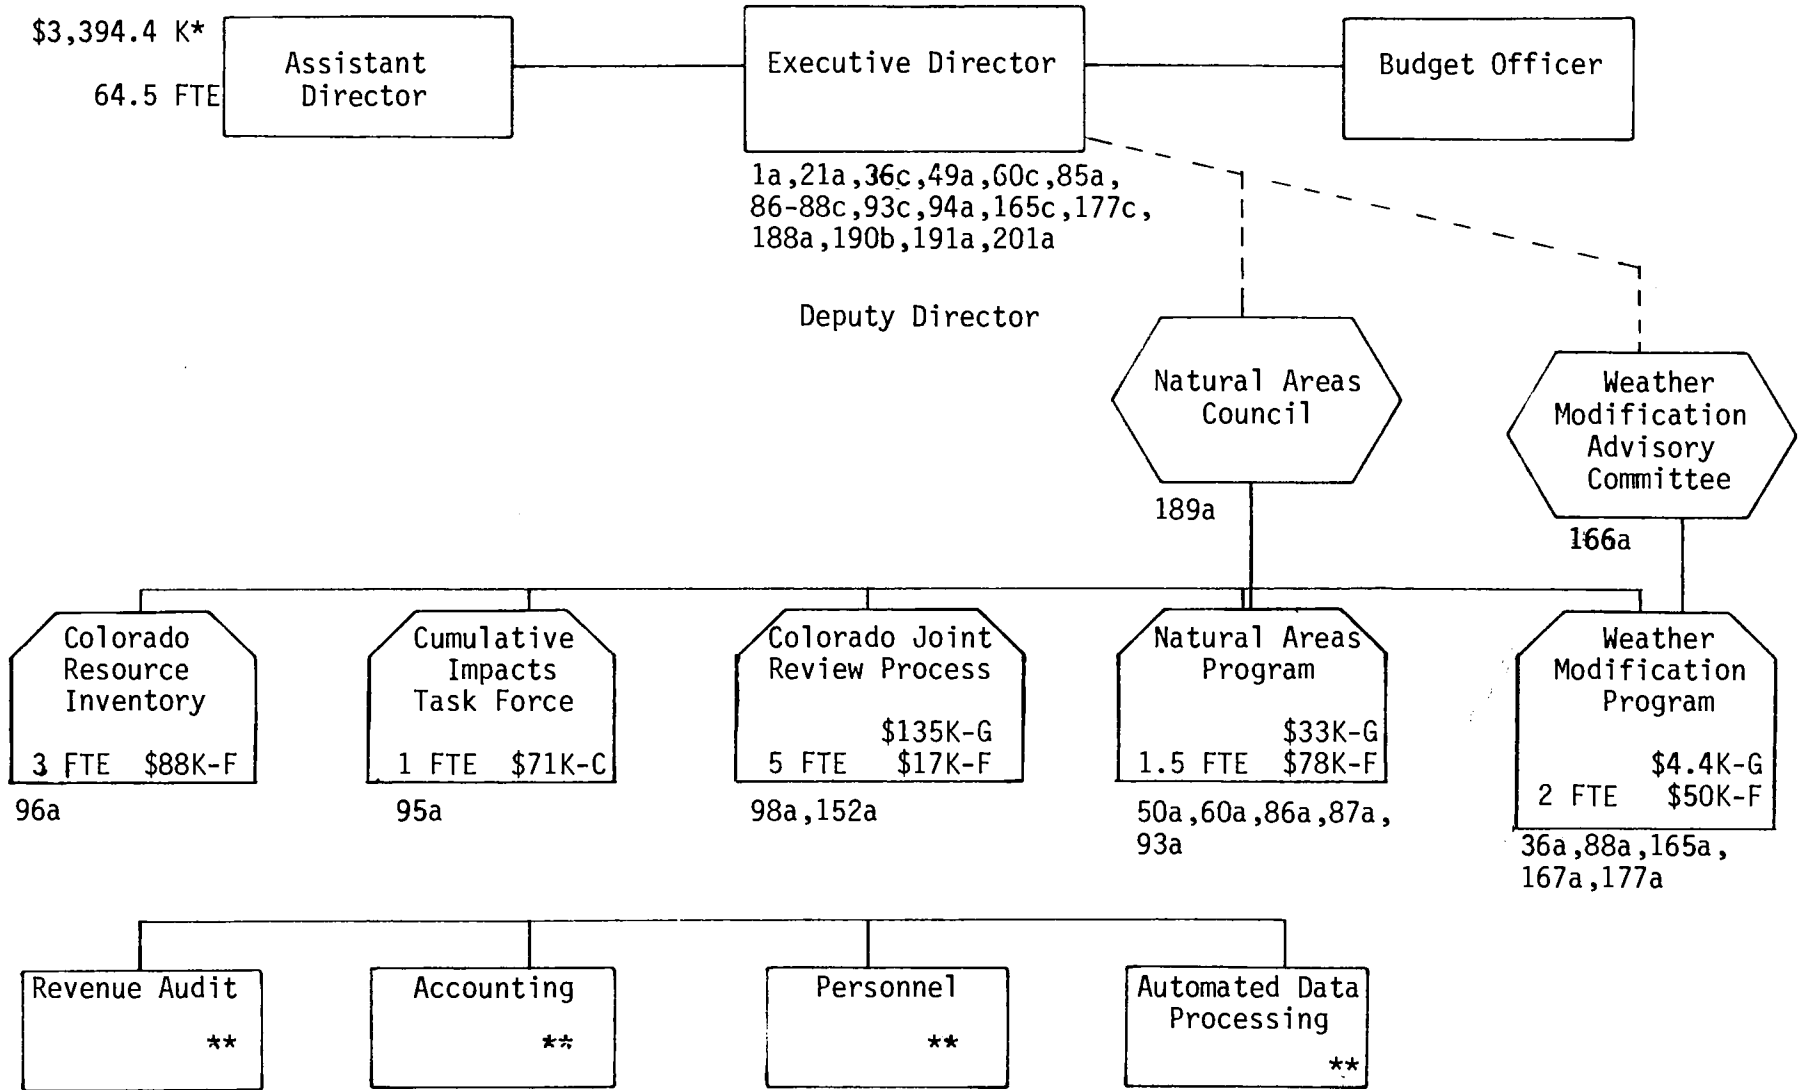 $3,394.4 K*
64.5 FTE
Assistant
Director
Executive Director
Budget Officer
1a,21a,36c,49a,60c,85a,
86-88c,93c,94a,165c,177c,
188a,190b,191a,201a
Deputy Director
Natural Areas
Council
189a
Weather
Modification
Advisory
Committee
166a
Colorado
Resource
Inventory
3 FTE $88K-F
96a
Cumulative
Impacts
Task Force
1 FTE $71K-C
95a
Colorado Joint
Review Process
$135K-G
5 FTE $17K-F
98a,152a
Natural Areas
Program
$33K-G
1.5 FTE $78K-F
50a,60a,86a,87a,
93a
Weather
Modification
Program
$4.4K-G
2 FTE $50K-F
36a,88a,165a,
167a,177a
Revenue Audit
**
Accounting
**
Personnel
**
Automated Data
Processing
**